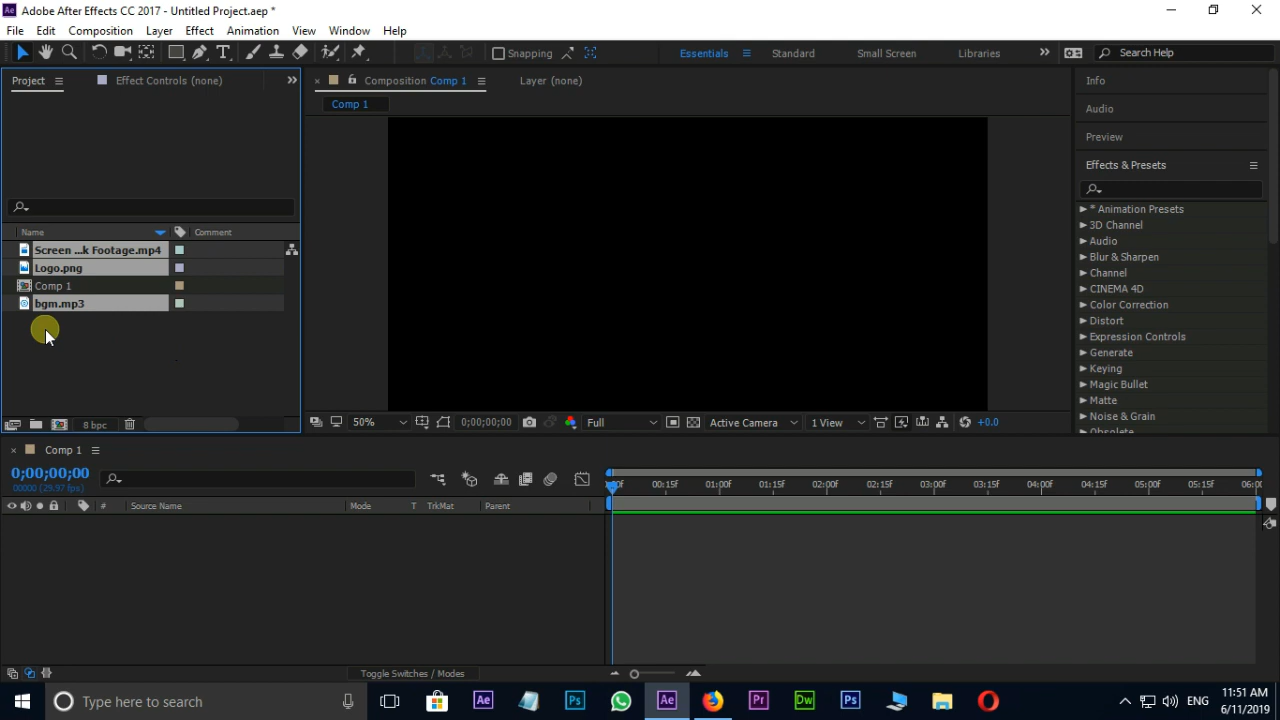 Adobe After Effects CC 2017 - Untitled Project.aep *
File Edit Composition Layer Effect Animation View Window Help
Snapping Essentials Standard Small Screen Libraries Search Help
Project Effect Controls (none) Composition Comp 1 Layer (none) Info
Comp 1 Audio
Preview
Effects & Presets
Name Comment
Screen ...k Footage.mp4
Logo.png
Comp 1
bgm.mp3
* Animation Presets
3D Channel
Audio
Blur & Sharpen
Channel
CINEMA 4D
Color Correction
Distort
Expression Controls
Generate
Keying
Magic Bullet
Matte
Noise & Grain
Obsolete
8 bpc 50% 0;00;00;00 Full Active Camera 1 View +0.0
Comp 1
0;00;00;00
00000 (29.97 fps)
00:15F 01:00F 01:15F 02:00F 02:15F 03:00F 03:15F 04:00F 04:15F 05:00F 05:15F
# Source Name Mode T TrkMat Parent
Toggle Switches / Modes
Type here to search ENG 11:51 AM
6/11/2019